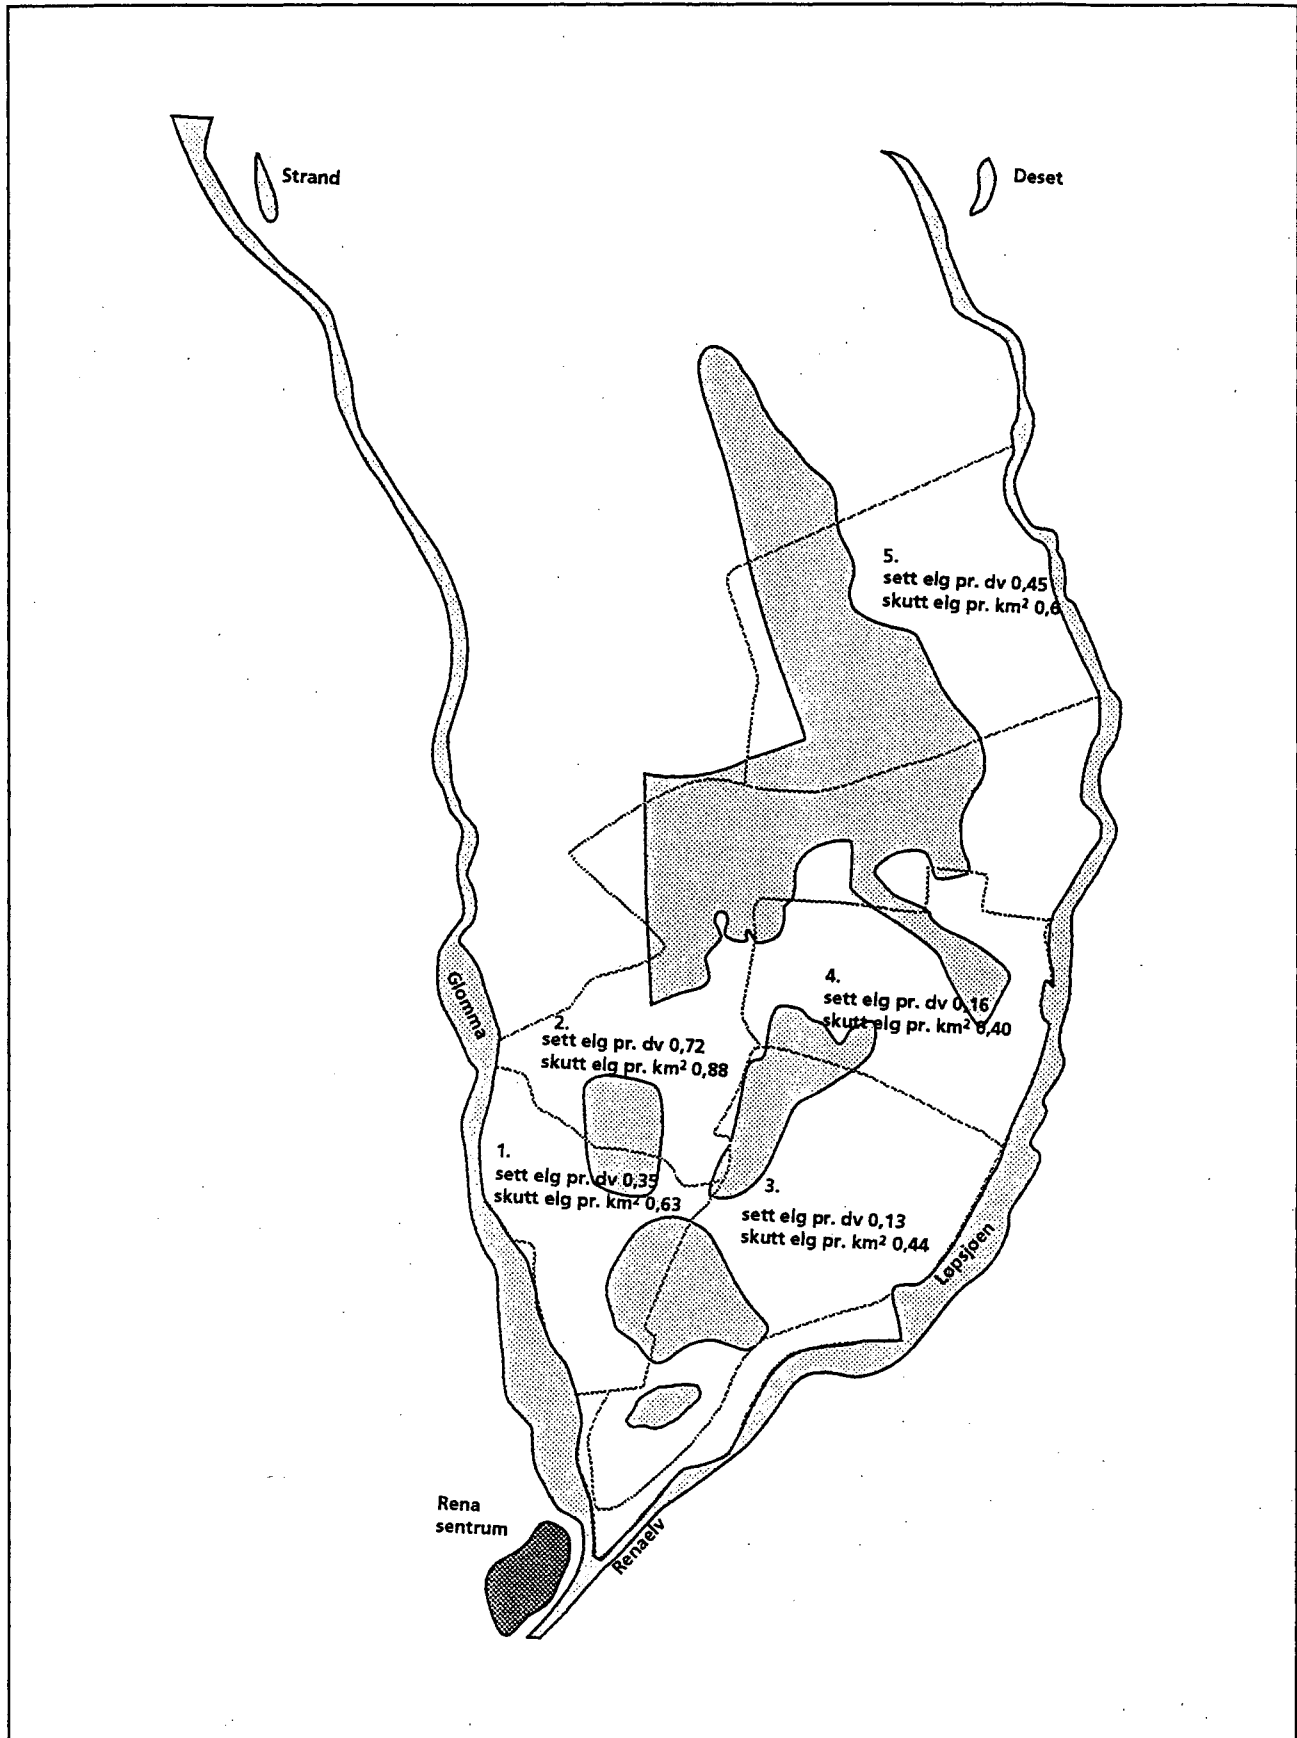 Strand
Deset
5.
sett elg pr. dv 0,45
skutt elg pr. km² 0,6
Glomma
4.
sett elg pr. dv 0,16
skutt elg pr. km² 0,40
2.
sett elg pr. dv 0,72
skutt elg pr. km² 0,88
1.
sett elg pr. dv 0,35
skutt elg pr. km² 0,63
3.
sett elg pr. dv 0,13
skutt elg pr. km² 0,44
Løpsjøen
Rena
sentrum
Renaelv